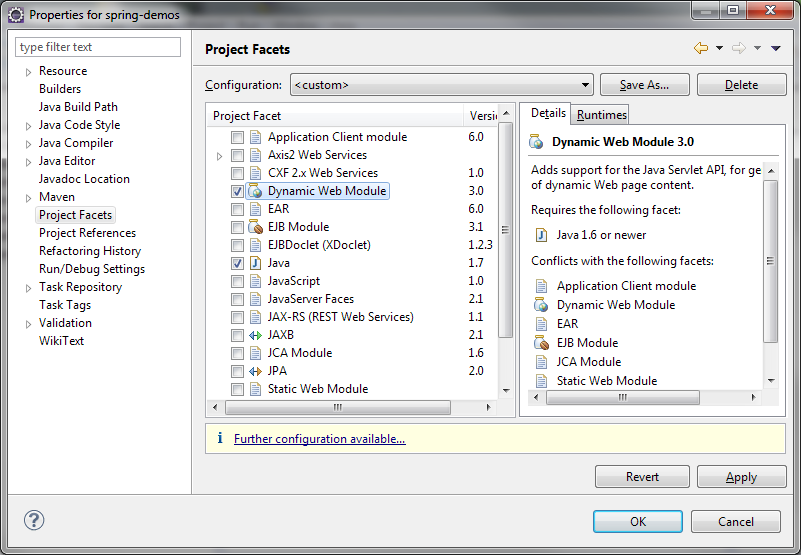 Properties for spring-demos
type filter text
Resource
Builders
Java Build Path
Java Code Style
Java Compiler
Java Editor
Javadoc Location
Maven
Project Facets
Project References
Refactoring History
Run/Debug Settings
Task Repository
Task Tags
Validation
WikiText
Project Facets
Configuration: <custom> Save As... Delete
Project Facet Versio
Application Client module 6.0
Axis2 Web Services
CXF 2.x Web Services 1.0
Dynamic Web Module 3.0
EAR 6.0
EJB Module 3.1
EJBDoclet (XDoclet) 1.2.3
Java 1.7
JavaScript 1.0
JavaServer Faces 2.1
JAX-RS (REST Web Services) 1.1
JAXB 2.1
JCA Module 1.6
JPA 2.0
Static Web Module
Details Runtimes
Dynamic Web Module 3.0
Adds support for the Java Servlet API, for ge
of dynamic Web page content.
Requires the following facet:
Java 1.6 or newer
Conflicts with the following facets:
Application Client module
Dynamic Web Module
EAR
EJB Module
JCA Module
Static Web Module
Further configuration available...
Revert Apply
OK Cancel